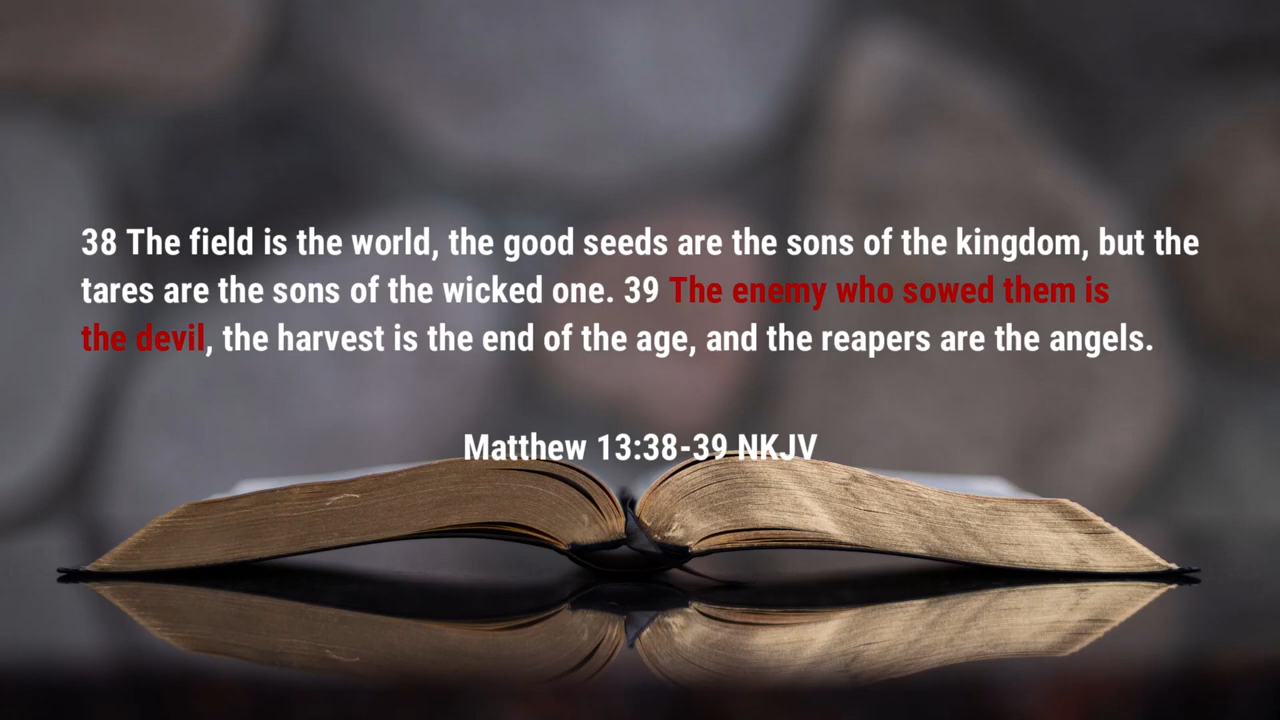 38 The field is the world, the good seeds are the sons of the kingdom, but the
tares are the sons of the wicked one. 39 The enemy who sowed them is
the devil, the harvest is the end of the age, and the reapers are the angels.
Matthew 13:38-39 NKJV